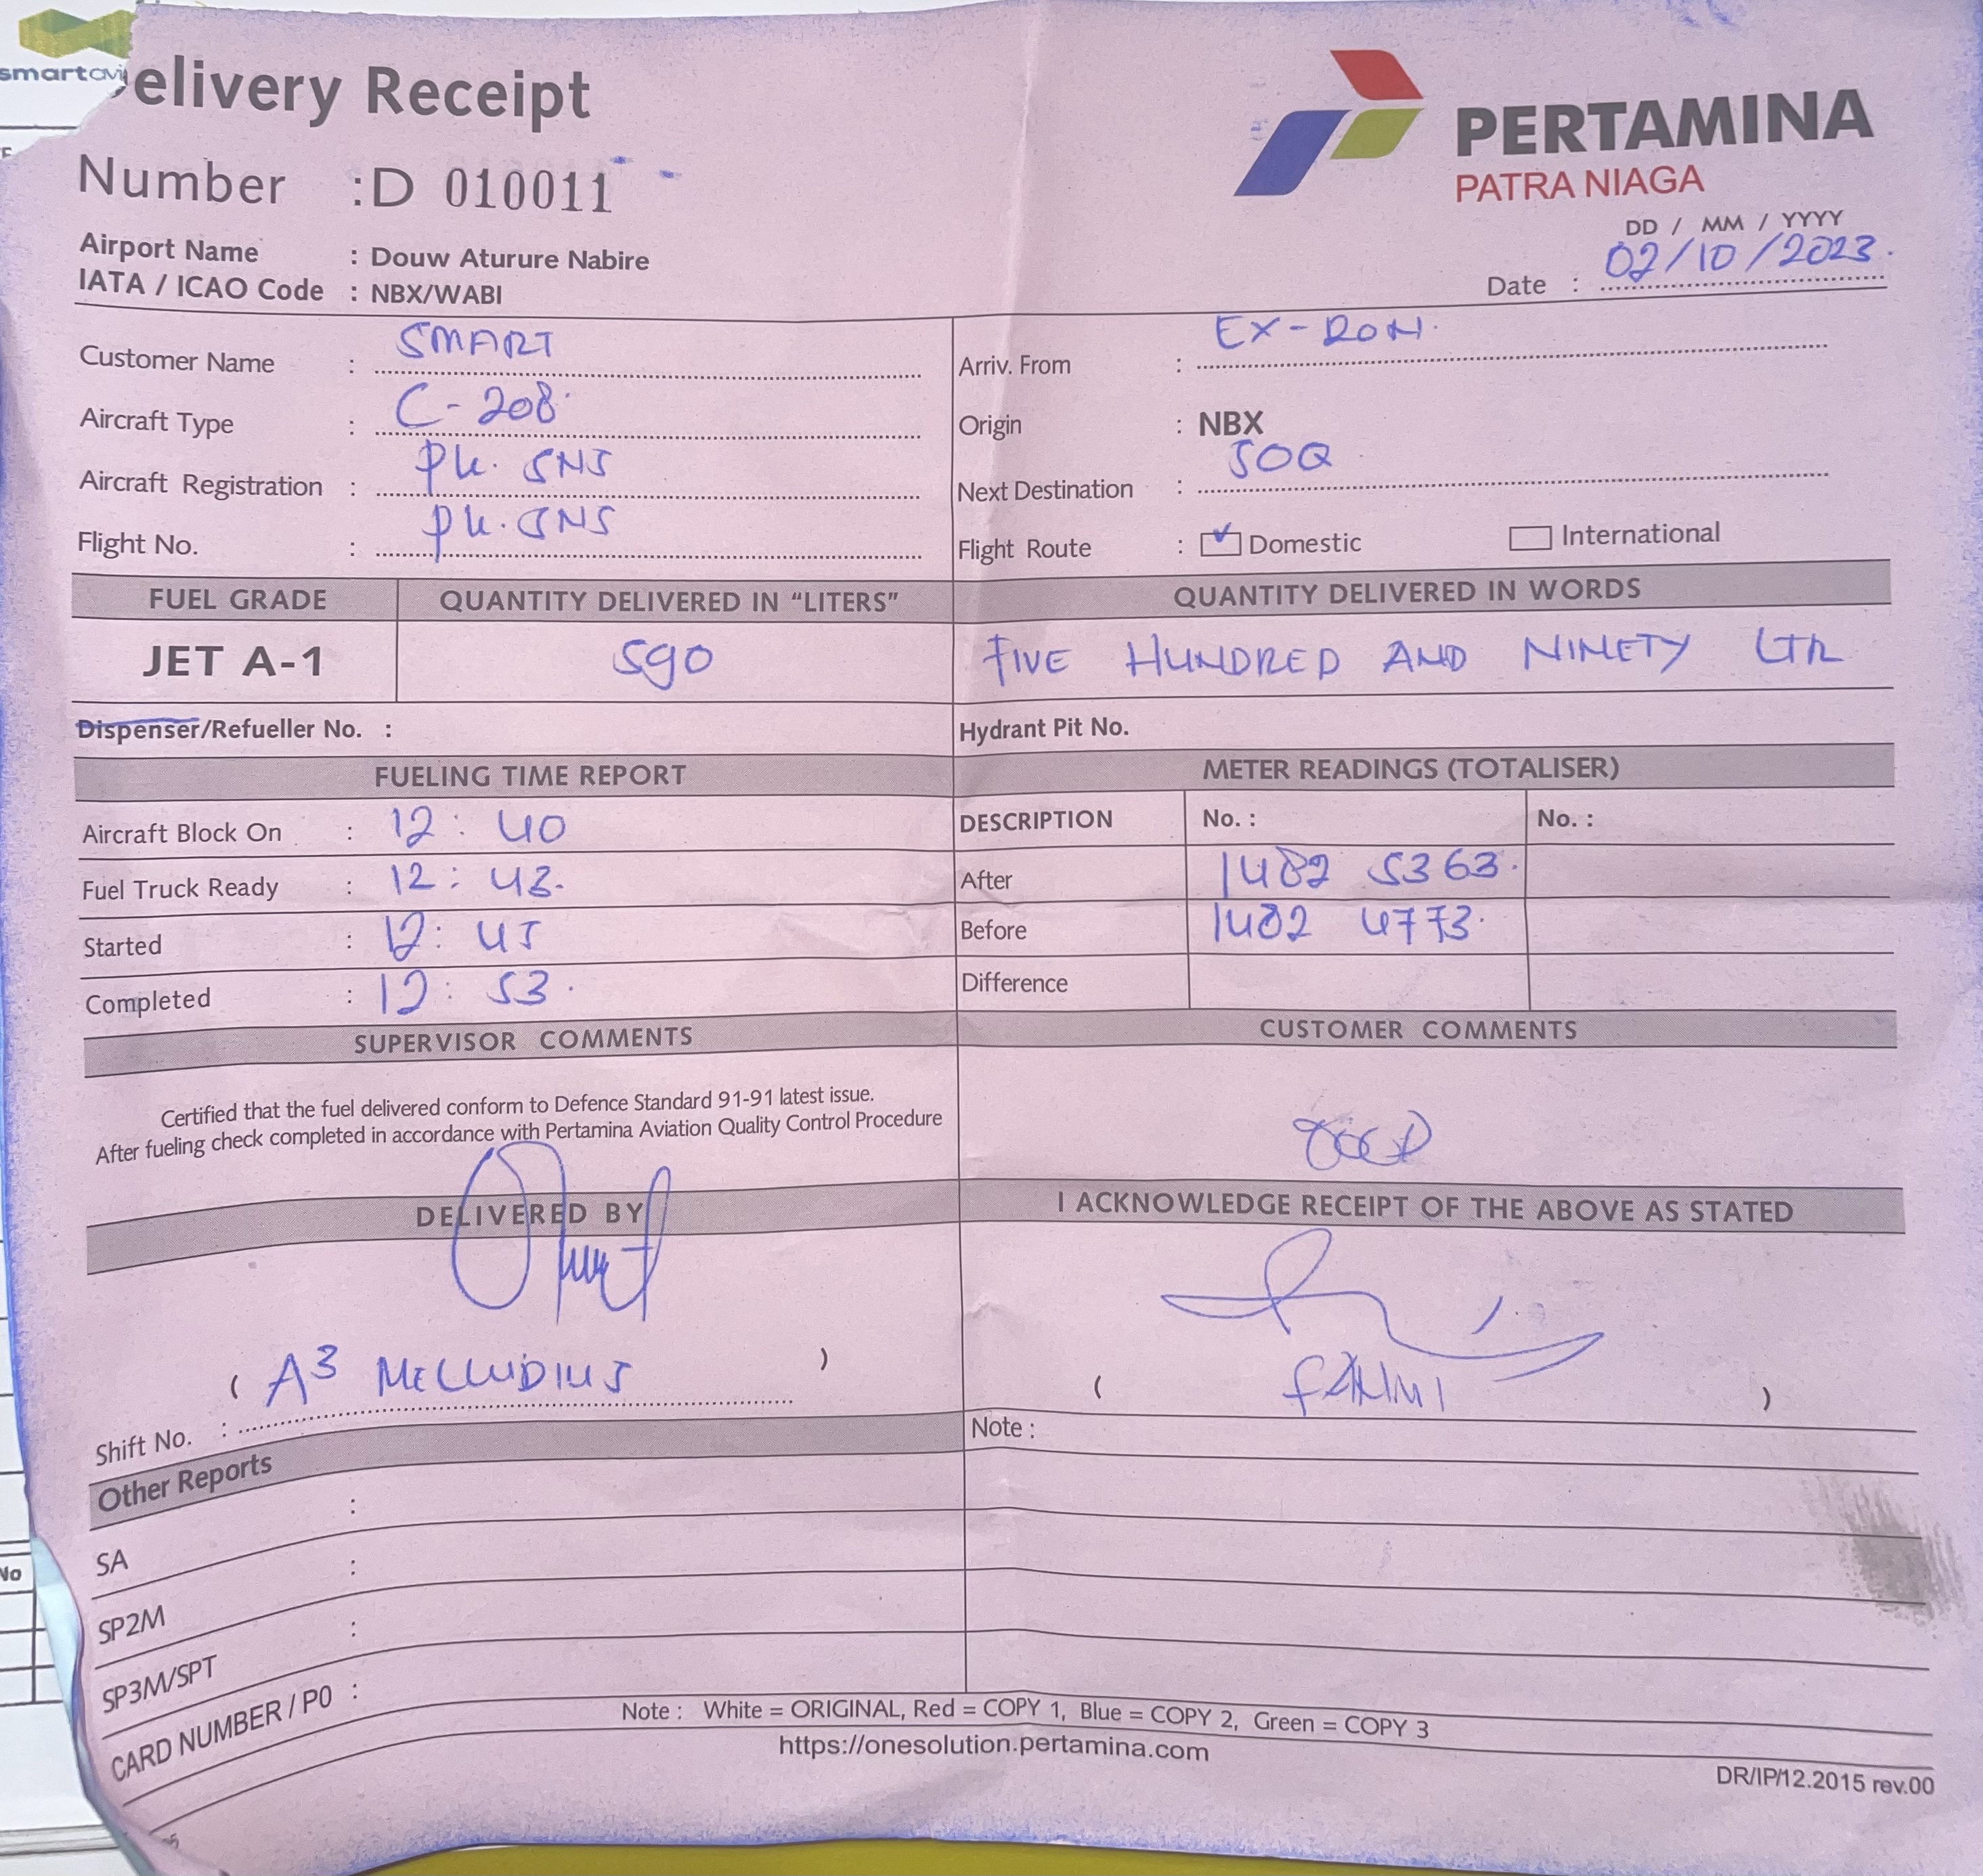 smartavi
elivery Receipt
PERTAMINA
PATRA NIAGA
Number : D 010011
DD / MM / YYYY
Date : 02/10/2023.
Airport Name : Douw Aturure Nabire
IATA / ICAO Code : NBX/WABI
Customer Name : SMART
Arriv. From : EX-RON.
Aircraft Type : C-208.
Origin : NBX
Aircraft Registration : PK. SNS
Next Destination : SOQ
Flight No. : PK. SNS
Flight Route : Domestic International
FUEL GRADE QUANTITY DELIVERED IN "LITERS" QUANTITY DELIVERED IN WORDS
JET A-1 590 FIVE HUNDRED AND NINETY LTR
Dispenser/Refueller No. : Hydrant Pit No.
FUELING TIME REPORT METER READINGS (TOTALISER)
Aircraft Block On : 12 : 40
DESCRIPTION No. : No. :
Fuel Truck Ready : 12 : 43.
After 1482 5363.
Started : 12 : 45
Before 1482 4773.
Completed : 12 : 53.
Difference
SUPERVISOR COMMENTS CUSTOMER COMMENTS
Certified that the fuel delivered conform to Defence Standard 91-91 latest issue.
After fueling check completed in accordance with Pertamina Aviation Quality Control Procedure
GOOD
DELIVERED BY I ACKNOWLEDGE RECEIPT OF THE ABOVE AS STATED
( A3 )
( )
Shift No. :
Note :
Other Reports
:
SA :
SP2M :
SP3M/SPT
CARD NUMBER / P0 :
Note : White = ORIGINAL, Red = COPY 1, Blue = COPY 2, Green = COPY 3
https://onesolution.pertamina.com
DR/IP/12.2015 rev.00
No